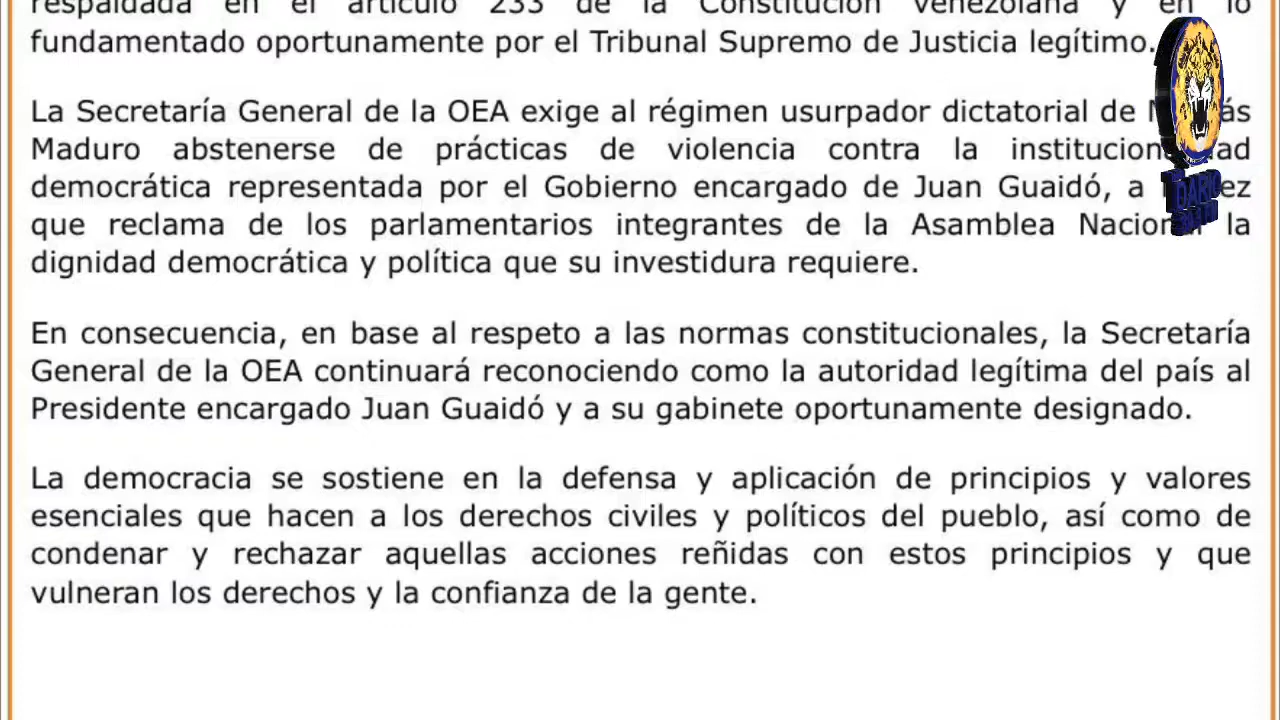 respaldada en el artículo 233 de la Constitución venezolana y en lo
fundamentado oportunamente por el Tribunal Supremo de Justicia legítimo.
La Secretaría General de la OEA exige al régimen usurpador dictatorial de
Maduro abstenerse de prácticas de violencia contra la
democrática representada por el Gobierno encargado de Juan Guaidó, a
que reclama de los parlamentarios integrantes de la Asamblea Nacional la
dignidad democrática y política que su investidura requiere.
En consecuencia, en base al respeto a las normas constitucionales, la Secretaría
General de la OEA continuará reconociendo como la autoridad legítima del país al
Presidente encargado Juan Guaidó y a su gabinete oportunamente designado.
La democracia se sostiene en la defensa y aplicación de principios y valores
esenciales que hacen a los derechos civiles y políticos del pueblo, así como de
condenar y rechazar aquellas acciones reñidas con estos principios y que
vulneran los derechos y la confianza de la gente.